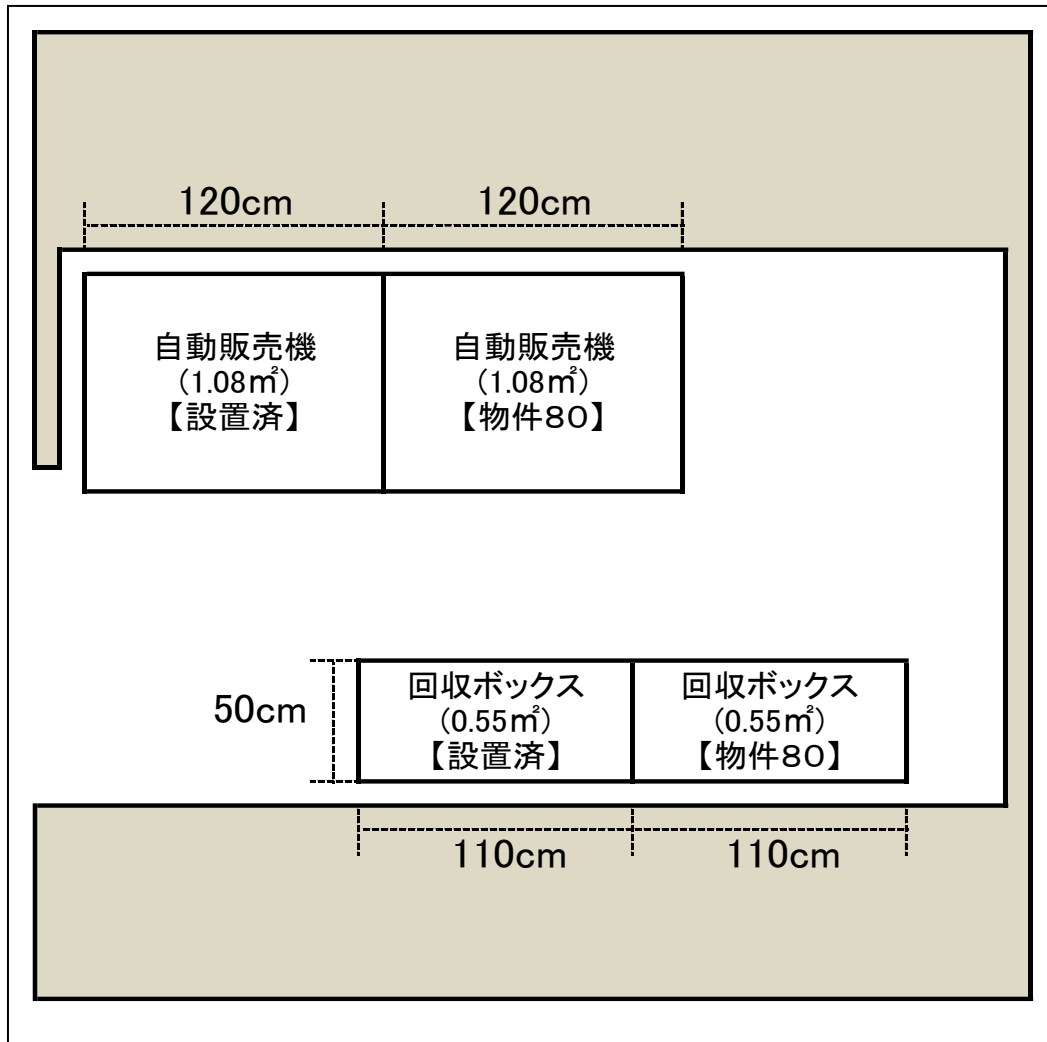 120cm
120cm
自動販売機
(1.08㎡)
【設置済】
自動販売機
(1.08㎡)
【物件80】
50cm
回収ボックス
(0.55㎡)
【設置済】
回収ボックス
(0.55㎡)
【物件80】
110cm
110cm